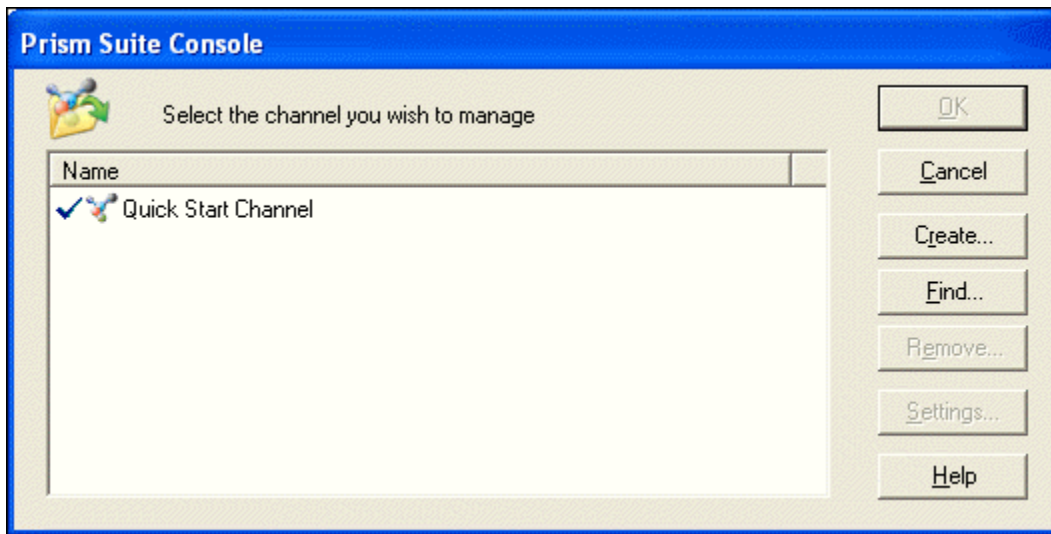 Prism Suite Console
Select the channel you wish to manage
OK
Name
Cancel
Quick Start Channel
Create...
Find...
Remove...
Settings...
Help